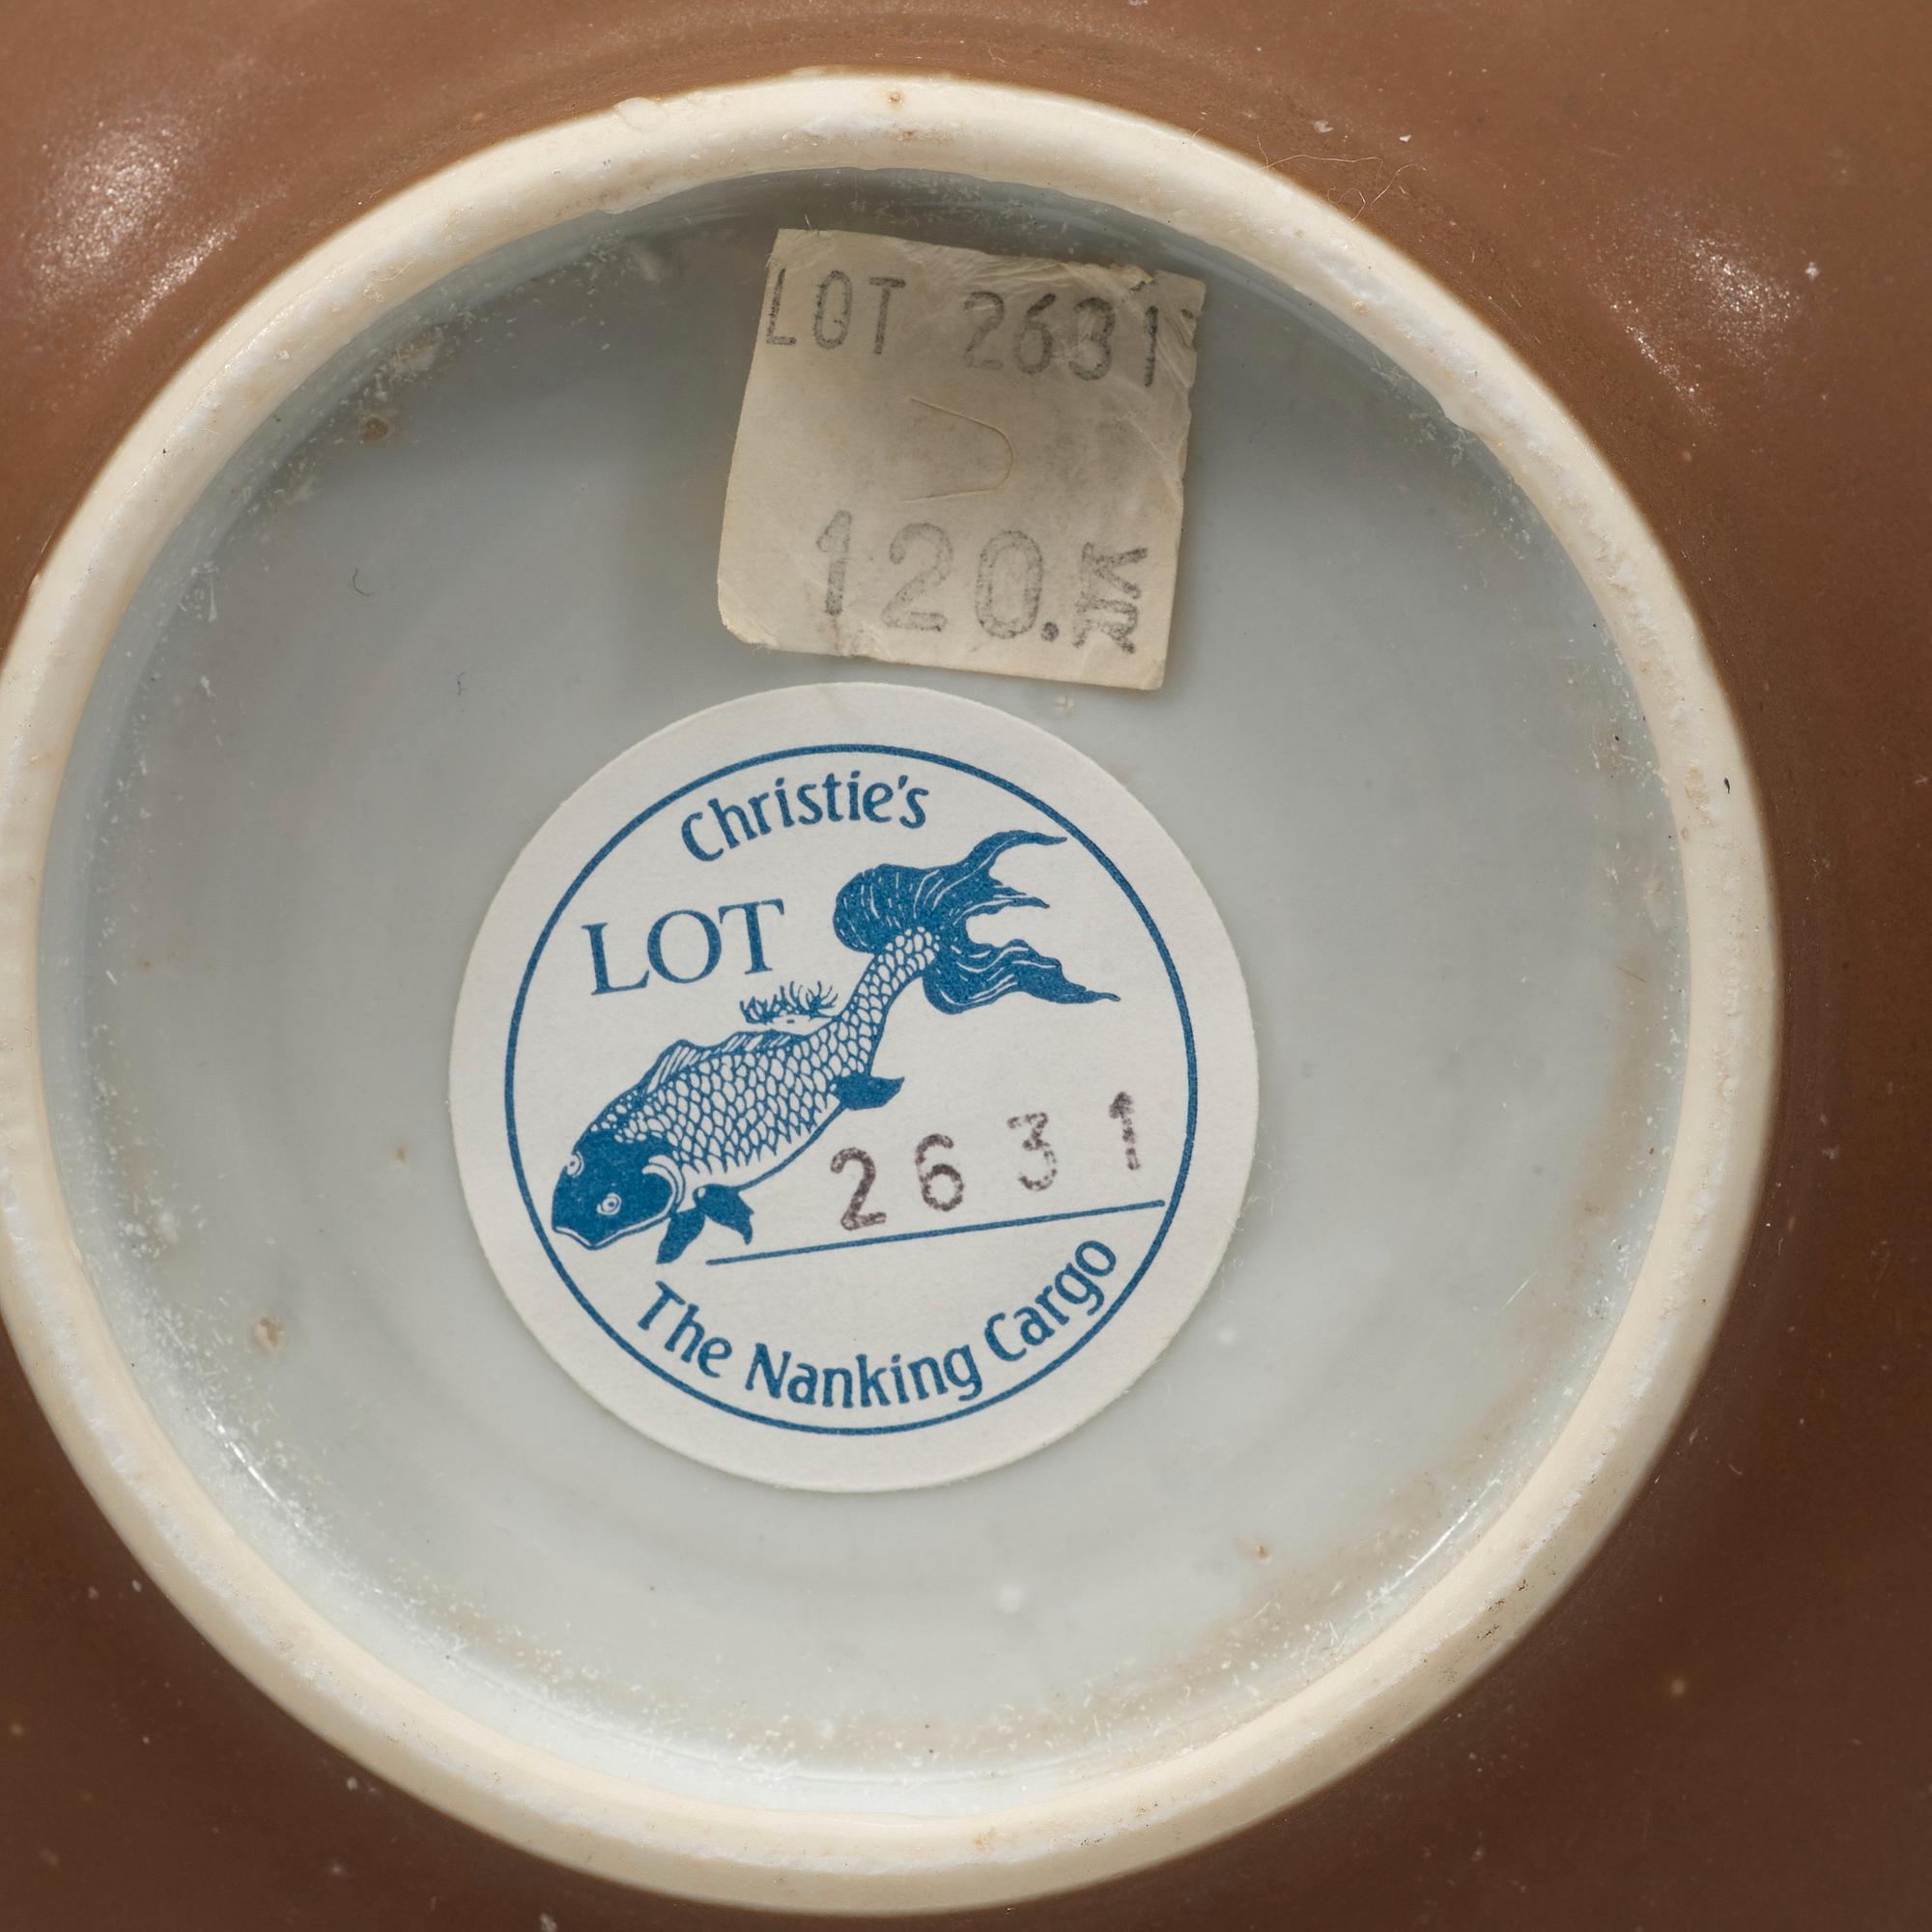 LOT 2631
120.
Christie's
LOT
2631
The Nanking Cargo